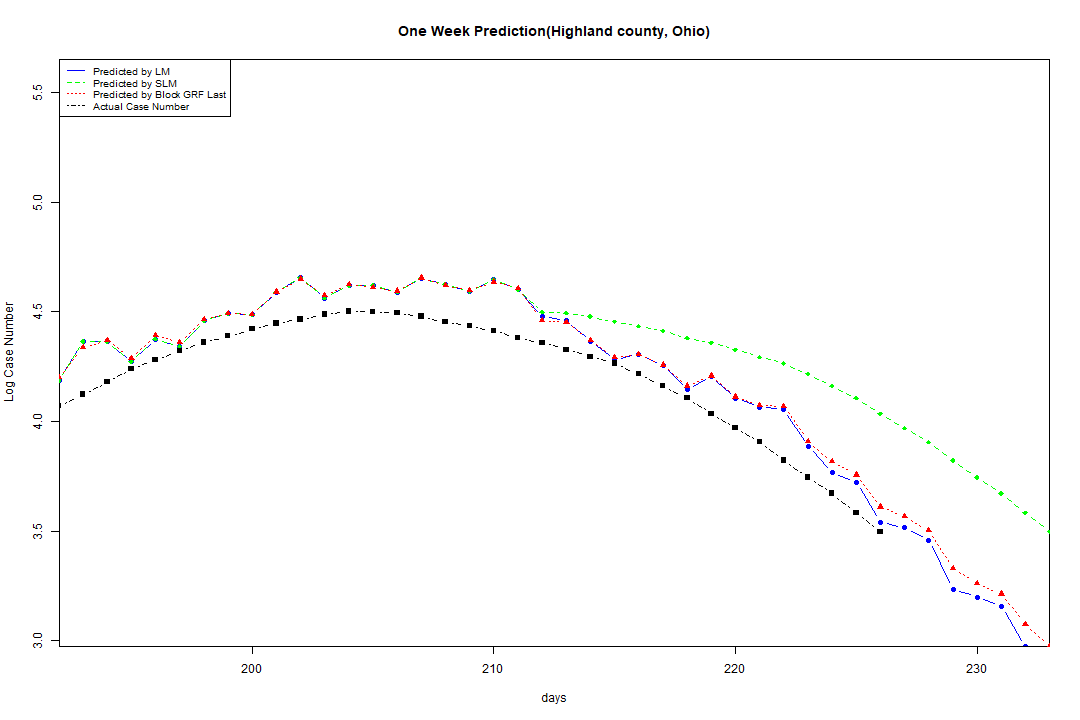 One Week Prediction(Highland county, Ohio)
Predicted by LM
Predicted by SLM
Predicted by Block GRF Last
Actual Case Number
5.5
5.0
4.5
4.0
3.5
3.0
Log Case Number
200
210
220
230
days